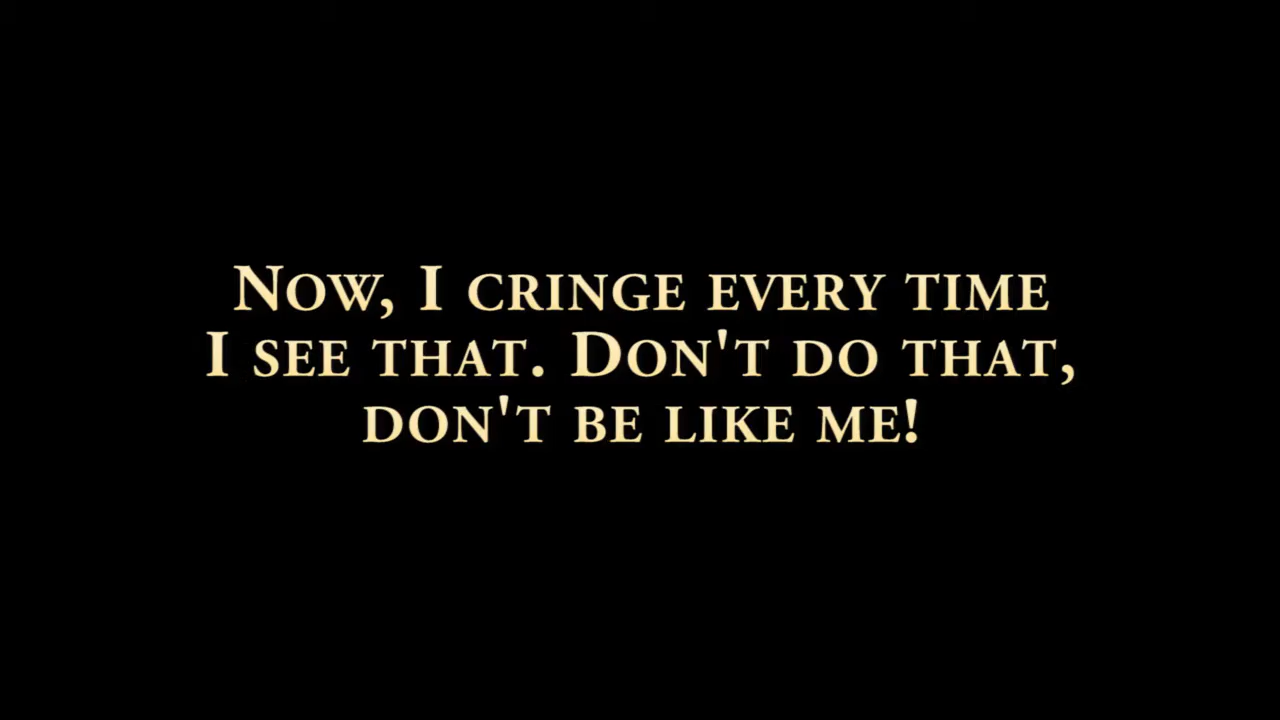 Now, I cringe every time
I see that. Don't do that,
don't be like me!